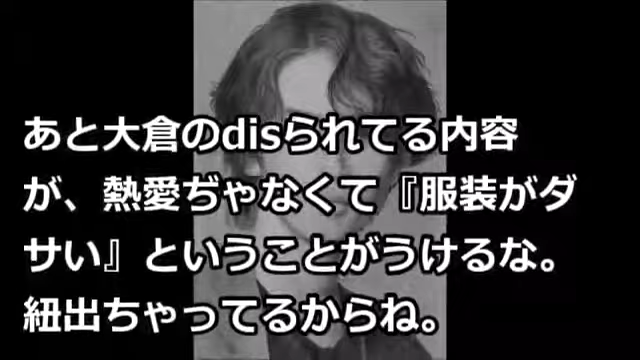 あと大倉のdisられてる内容
が、熱愛ぢゃなくて『服装がダ
サい』ということがうけるな。
紐出ちゃってるからね。